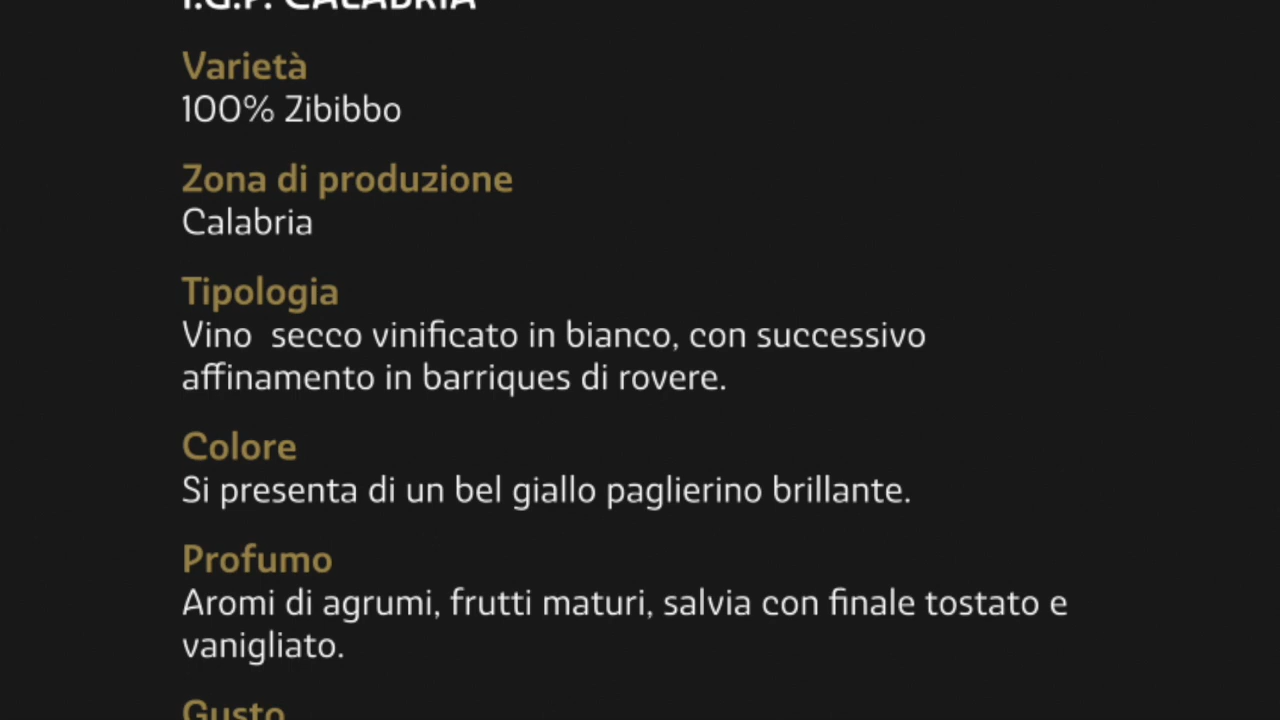 I.G.P. CALABRIA
Varietà
100% Zibibbo
Zona di produzione
Calabria
Tipologia
Vino  secco vinificato in bianco, con successivo
affinamento in barriques di rovere.
Colore
Si presenta di un bel giallo paglierino brillante.
Profumo
Aromi di agrumi, frutti maturi, salvia con finale tostato e
vanigliato.
Gusto